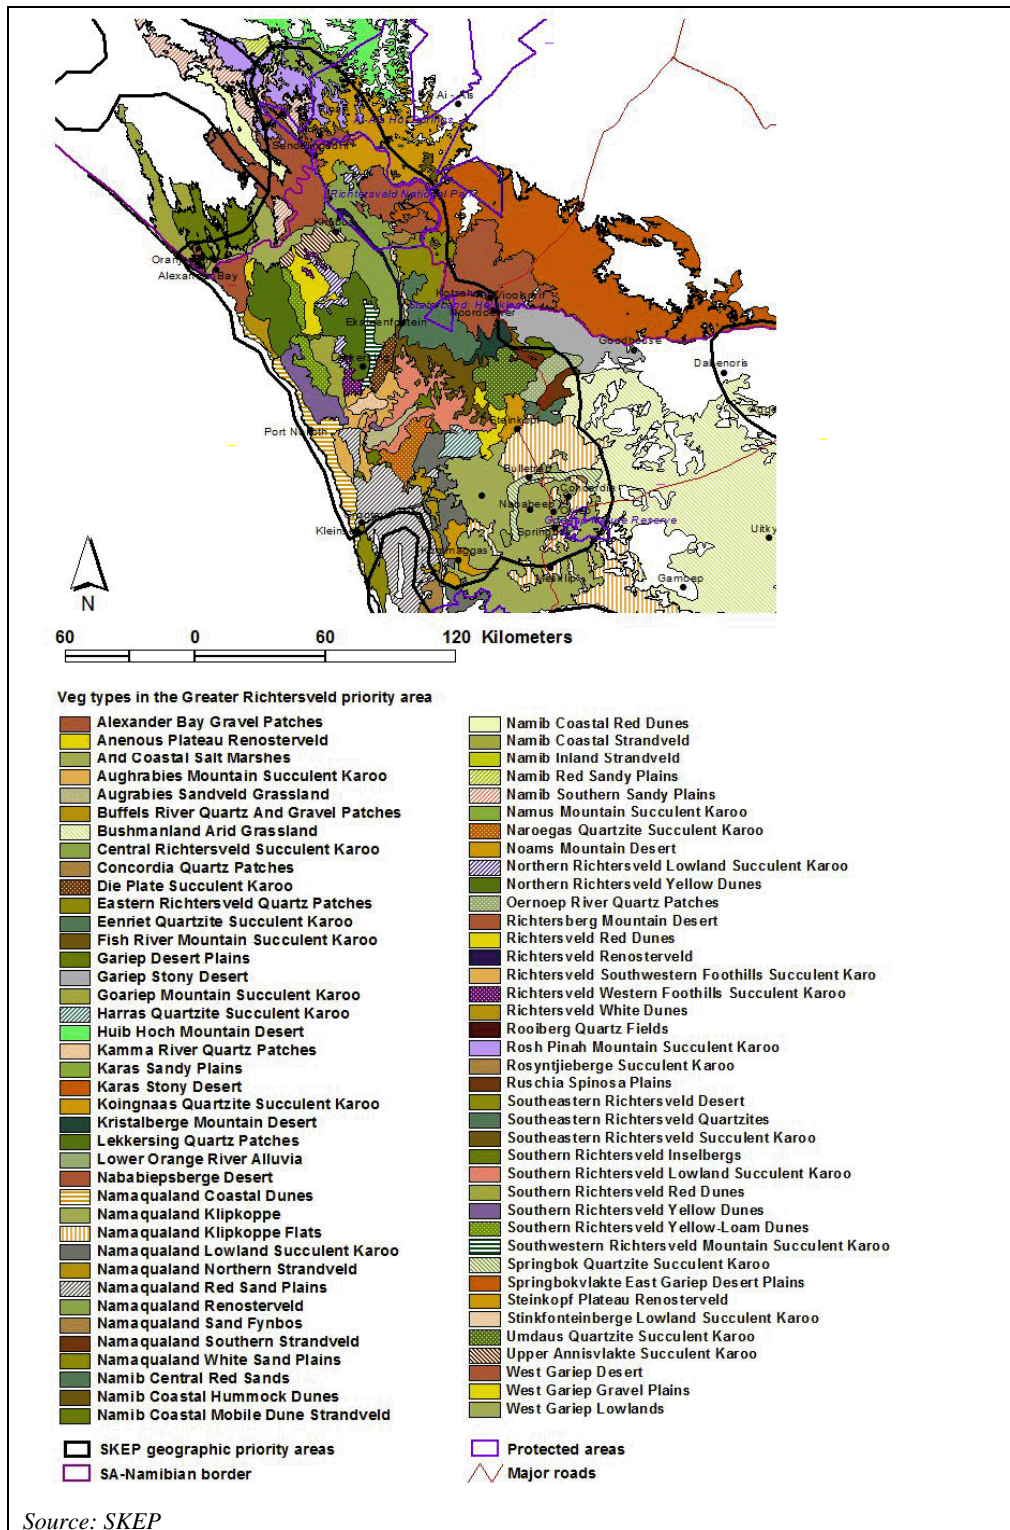 Ai - Ais
Ai-Ais Hot Springs
Sendelingsdrif
Richtersveld National Park
Khubus
Alexander Bay
Eksteenfontein
Goodhouse
Dabenoris
Port Nolloth
Steinkopf
Bulletrap
Concordia
Nababeep
Nature Reserve
Springbok
Kleinsee
Komaggas
Mesklip
Gamoep
Uitky
N
60 0 60 120 Kilometers
Veg types in the Greater Richtersveld priority area
Alexander Bay Gravel Patches
Anenous Plateau Renosterveld
Arid Coastal Salt Marshes
Aughrabies Mountain Succulent Karoo
Augrabies Sandveld Grassland
Buffels River Quartz And Gravel Patches
Bushmanland Arid Grassland
Central Richtersveld Succulent Karoo
Concordia Quartz Patches
Die Plate Succulent Karoo
Eastern Richtersveld Quartz Patches
Eenriet Quartzite Succulent Karoo
Fish River Mountain Succulent Karoo
Gariep Desert Plains
Gariep Stony Desert
Goariep Mountain Succulent Karoo
Harras Quartzite Succulent Karoo
Huib Hoch Mountain Desert
Kamma River Quartz Patches
Karas Sandy Plains
Karas Stony Desert
Koingnaas Quartzite Succulent Karoo
Kristalberge Mountain Desert
Lekkersing Quartz Patches
Lower Orange River Alluvia
Nababiepsberge Desert
Namaqualand Coastal Dunes
Namaqualand Klipkoppe
Namaqualand Klipkoppe Flats
Namaqualand Lowland Succulent Karoo
Namaqualand Northern Strandveld
Namaqualand Red Sand Plains
Namaqualand Renosterveld
Namaqualand Sand Fynbos
Namaqualand Southern Strandveld
Namaqualand White Sand Plains
Namib Central Red Sands
Namib Coastal Hummock Dunes
Namib Coastal Mobile Dune Strandveld
Namib Coastal Red Dunes
Namib Coastal Strandveld
Namib Inland Strandveld
Namib Red Sandy Plains
Namib Southern Sandy Plains
Namus Mountain Succulent Karoo
Naroegas Quartzite Succulent Karoo
Noams Mountain Desert
Northern Richtersveld Lowland Succulent Karoo
Northern Richtersveld Yellow Dunes
Oernoep River Quartz Patches
Richtersberg Mountain Desert
Richtersveld Red Dunes
Richtersveld Renosterveld
Richtersveld Southwestern Foothills Succulent Karo
Richtersveld Western Foothills Succulent Karoo
Richtersveld White Dunes
Rooiberg Quartz Fields
Rosh Pinah Mountain Succulent Karoo
Rosyntjieberge Succulent Karoo
Ruschia Spinosa Plains
Southeastern Richtersveld Desert
Southeastern Richtersveld Quartzites
Southeastern Richtersveld Succulent Karoo
Southern Richtersveld Inselbergs
Southern Richtersveld Lowland Succulent Karoo
Southern Richtersveld Red Dunes
Southern Richtersveld Yellow Dunes
Southern Richtersveld Yellow-Loam Dunes
Southwestern Richtersveld Mountain Succulent Karoo
Springbok Quartzite Succulent Karoo
Springbokvlakte East Gariep Desert Plains
Steinkopf Plateau Renosterveld
Stinkfonteinberge Lowland Succulent Karoo
Umdaus Quartzite Succulent Karoo
Upper Annisvlakte Succulent Karoo
West Gariep Desert
West Gariep Gravel Plains
West Gariep Lowlands
SKEP geographic priority areas
SA-Namibian border
Protected areas
Major roads
Source: SKEP